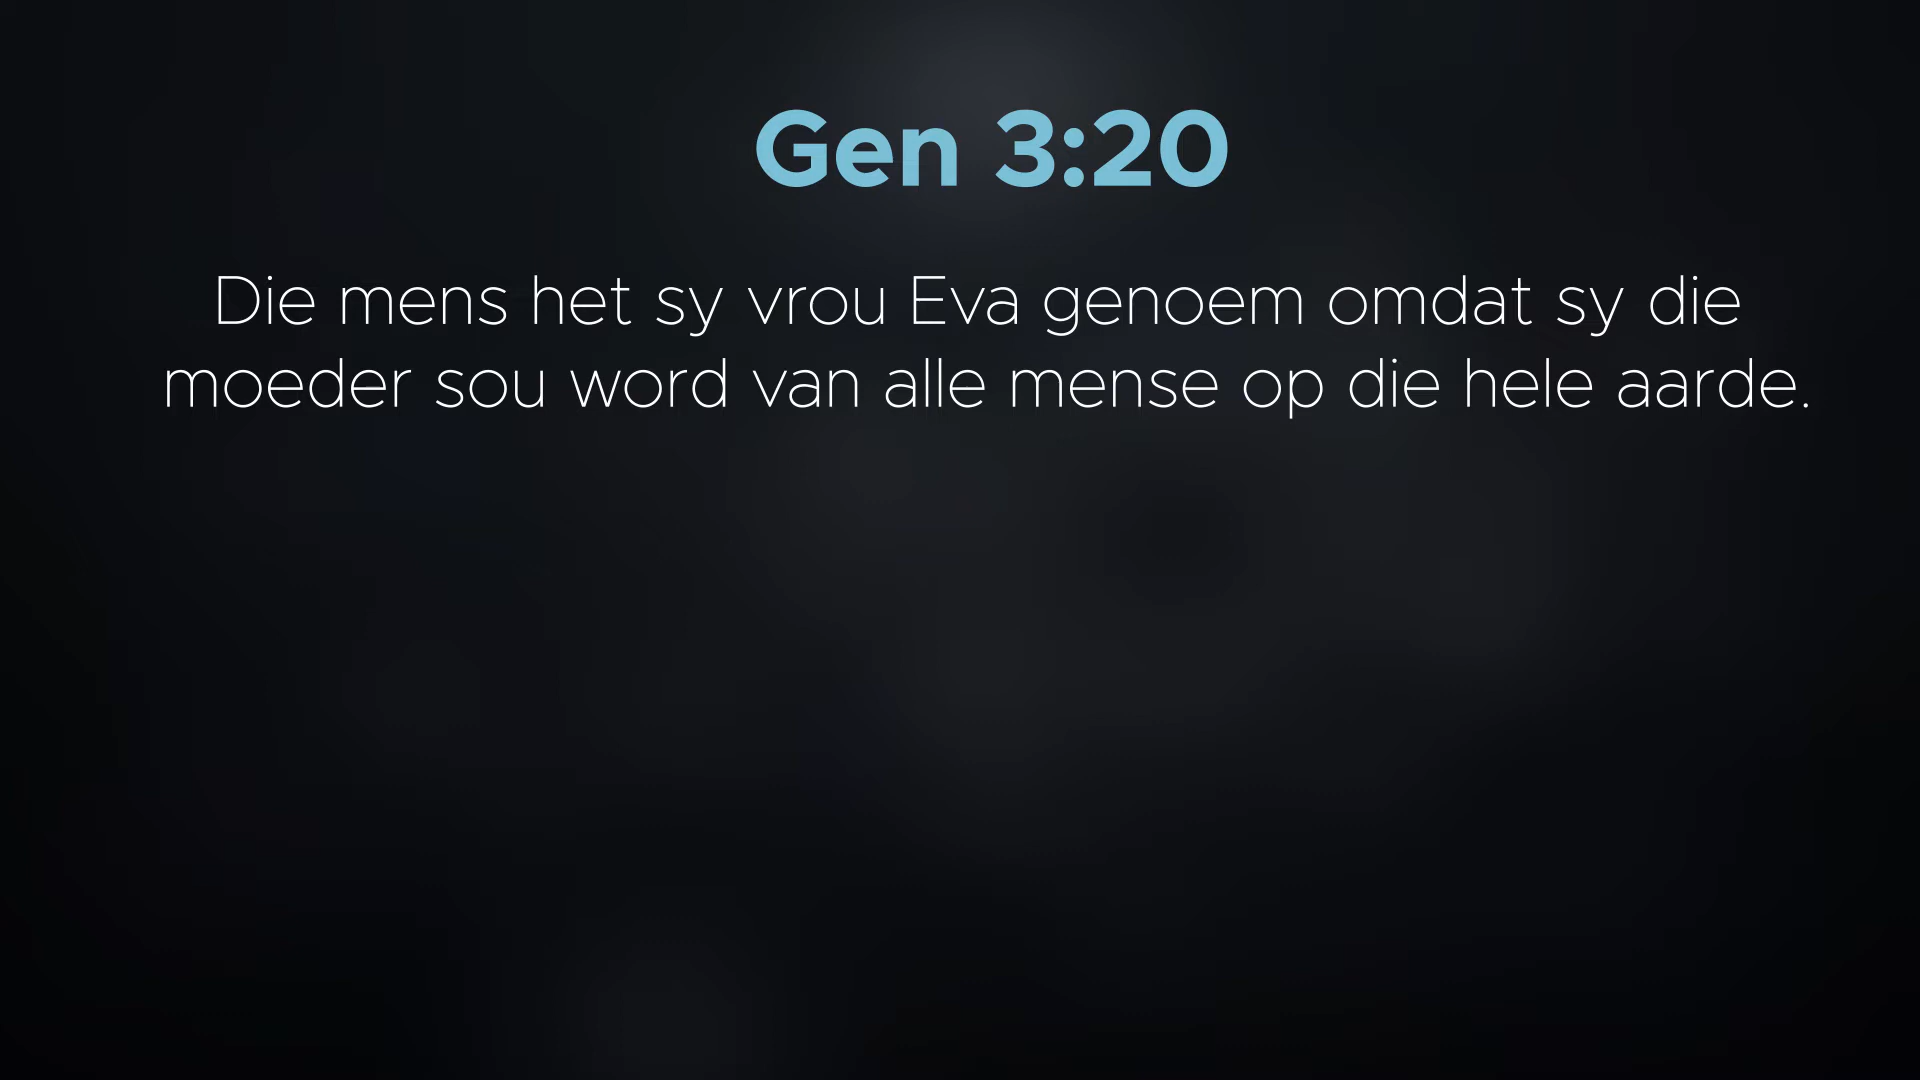 Gen 3:20
Die mens het sy vrou Eva genoem omdat sy die
moeder sou word van alle mense op die hele aarde.